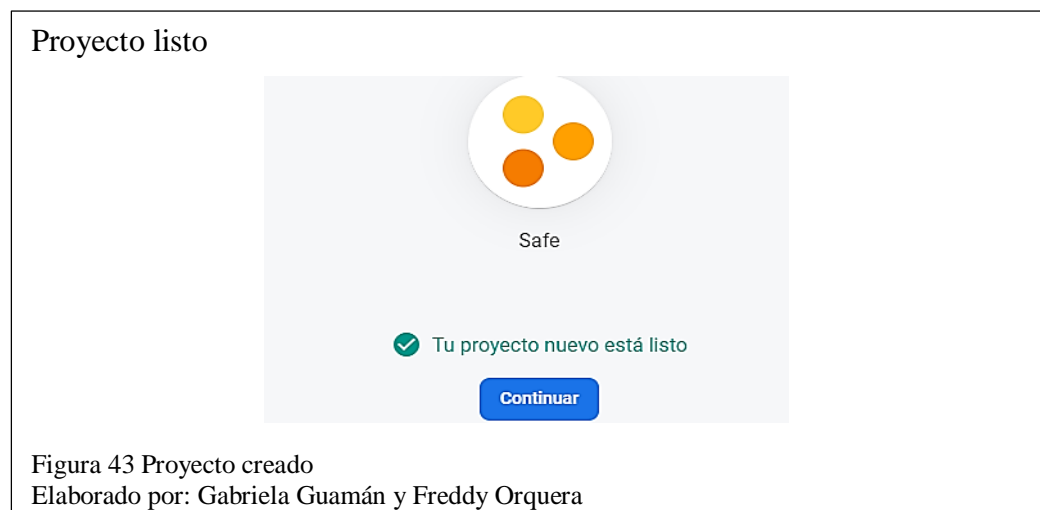 Proyecto listo
Safe
Tu proyecto nuevo está listo
Continuar
Figura 43 Proyecto creado
Elaborado por: Gabriela Guamán y Freddy Orquera